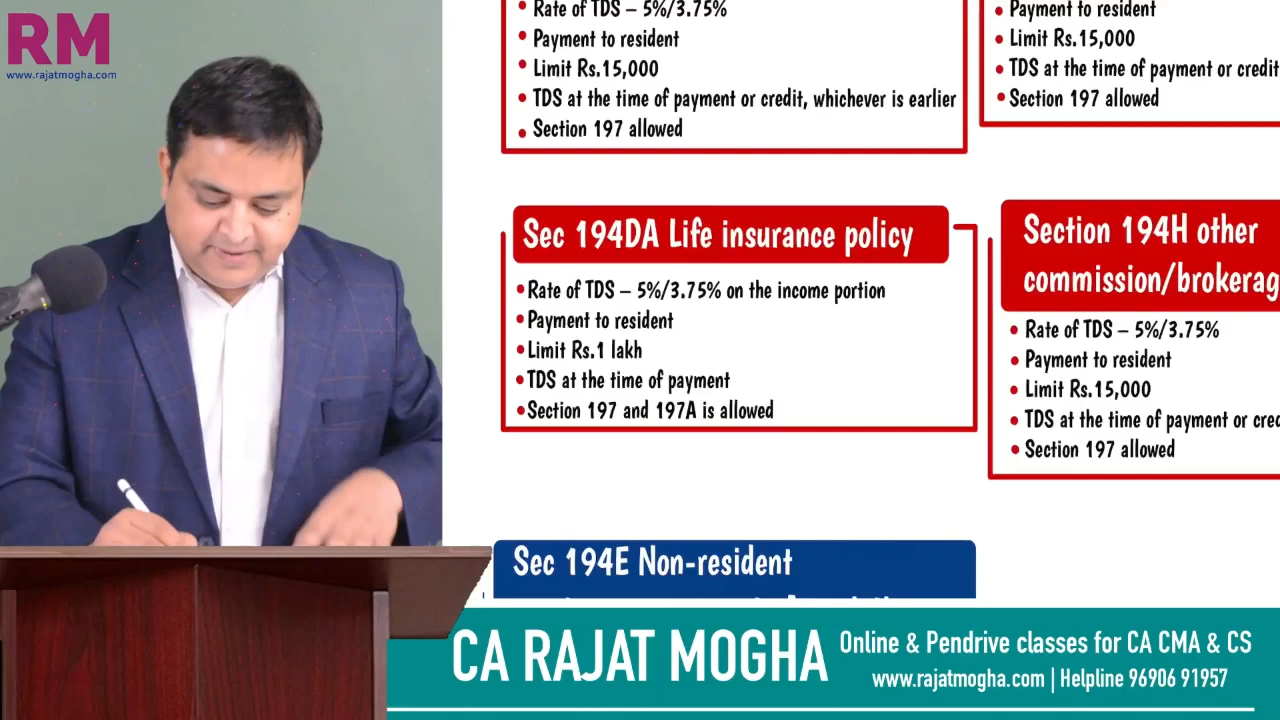 RM
www.rajatmogha.com
Rate of TDS – 5%/3.75%
Payment to resident
Limit Rs.15,000
TDS at the time of payment or credit, whichever is earlier
Section 197 allowed
Payment to resident
Limit Rs.15,000
TDS at the time of payment or credit
Section 197 allowed
Sec 194DA Life insurance policy
Rate of TDS – 5%/3.75% on the income portion
Payment to resident
Limit Rs.1 lakh
TDS at the time of payment
Section 197 and 197A is allowed
Section 194H other
commission/brokerag
Rate of TDS – 5%/3.75%
Payment to resident
Limit Rs.15,000
TDS at the time of payment or cre
Section 197 allowed
Sec 194E Non-resident
CA RAJAT MOGHA
Online & Pendrive classes for CA CMA & CS
www.rajatmogha.com | Helpline 96906 91957